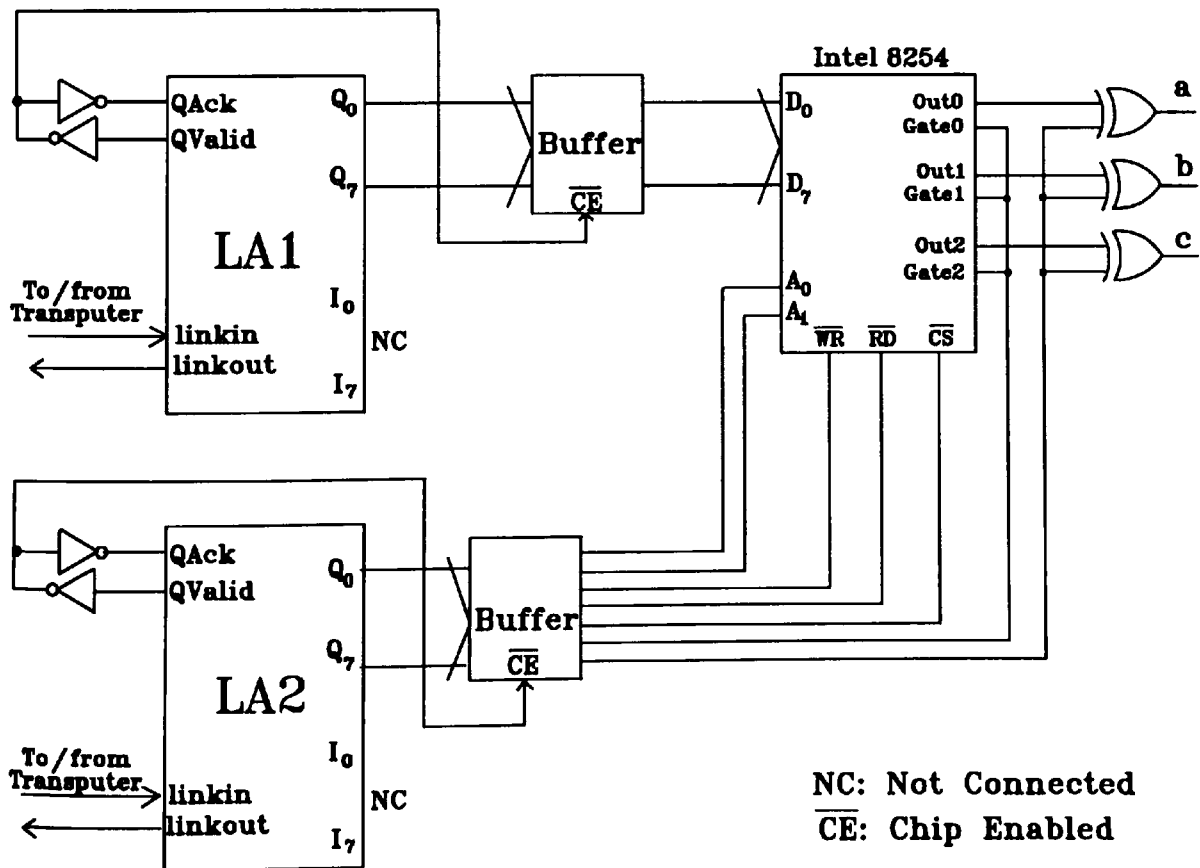 Intel 8254
QAck
QValid
Q0
Q7
LA1
I0
NC
I7
To/from
Transputer
linkin
linkout
Buffer
CE
D0
D7
A0
A1
WR RD CS
Out0
Gate0
Out1
Gate1
Out2
Gate2
a
b
c
QAck
QValid
Q0
Q7
LA2
I0
NC
I7
To/from
Transputer
linkin
linkout
Buffer
CE
NC: Not Connected
CE: Chip Enabled